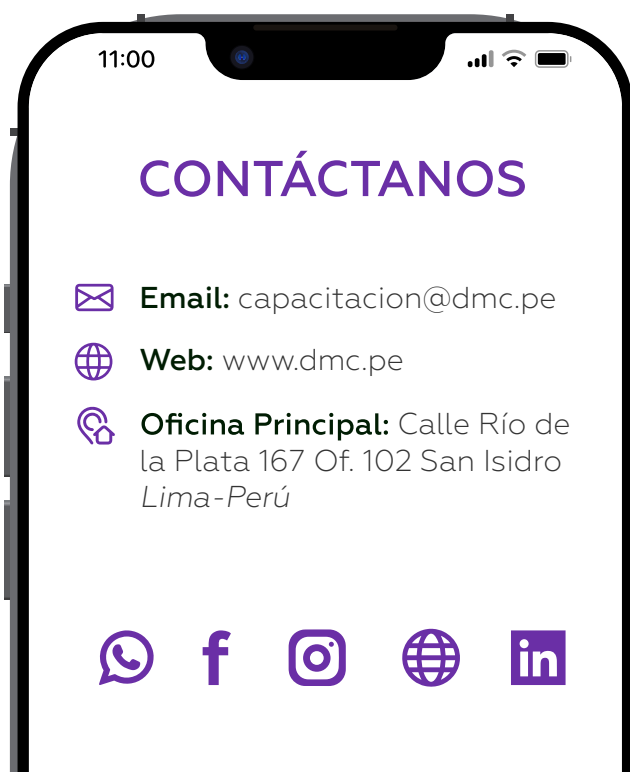 11:00
CONTÁCTANOS
Email: capacitacion@dmc.pe
Web: www.dmc.pe
Oficina Principal: Calle Río de
la Plata 167 Of. 102 San Isidro
Lima-Perú
f
in